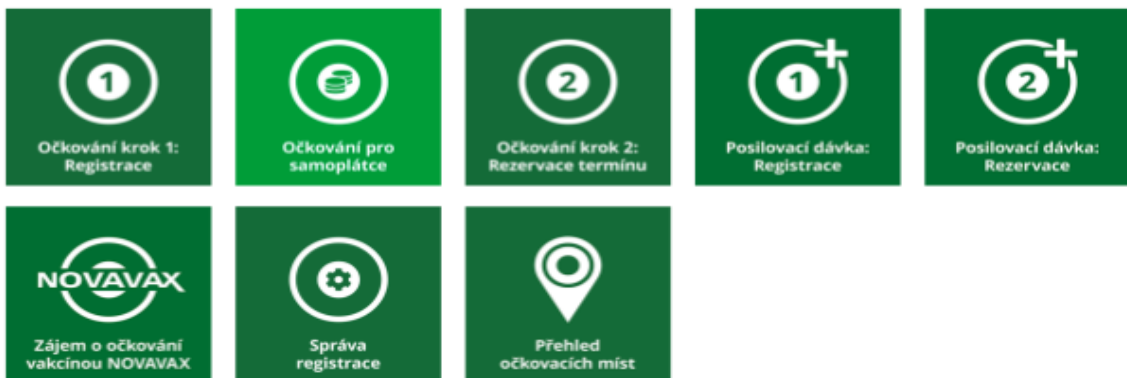 1
Očkování krok 1:
Registrace
Očkování pro
samoplátce
2
Očkování krok 2:
Rezervace termínu
1
Posilovací dávka:
Registrace
2
Posilovací dávka:
Rezervace
NOVAVAX
Zájem o očkování
vakcínou NOVAVAX
Správa
registrace
Přehled
očkovacích míst